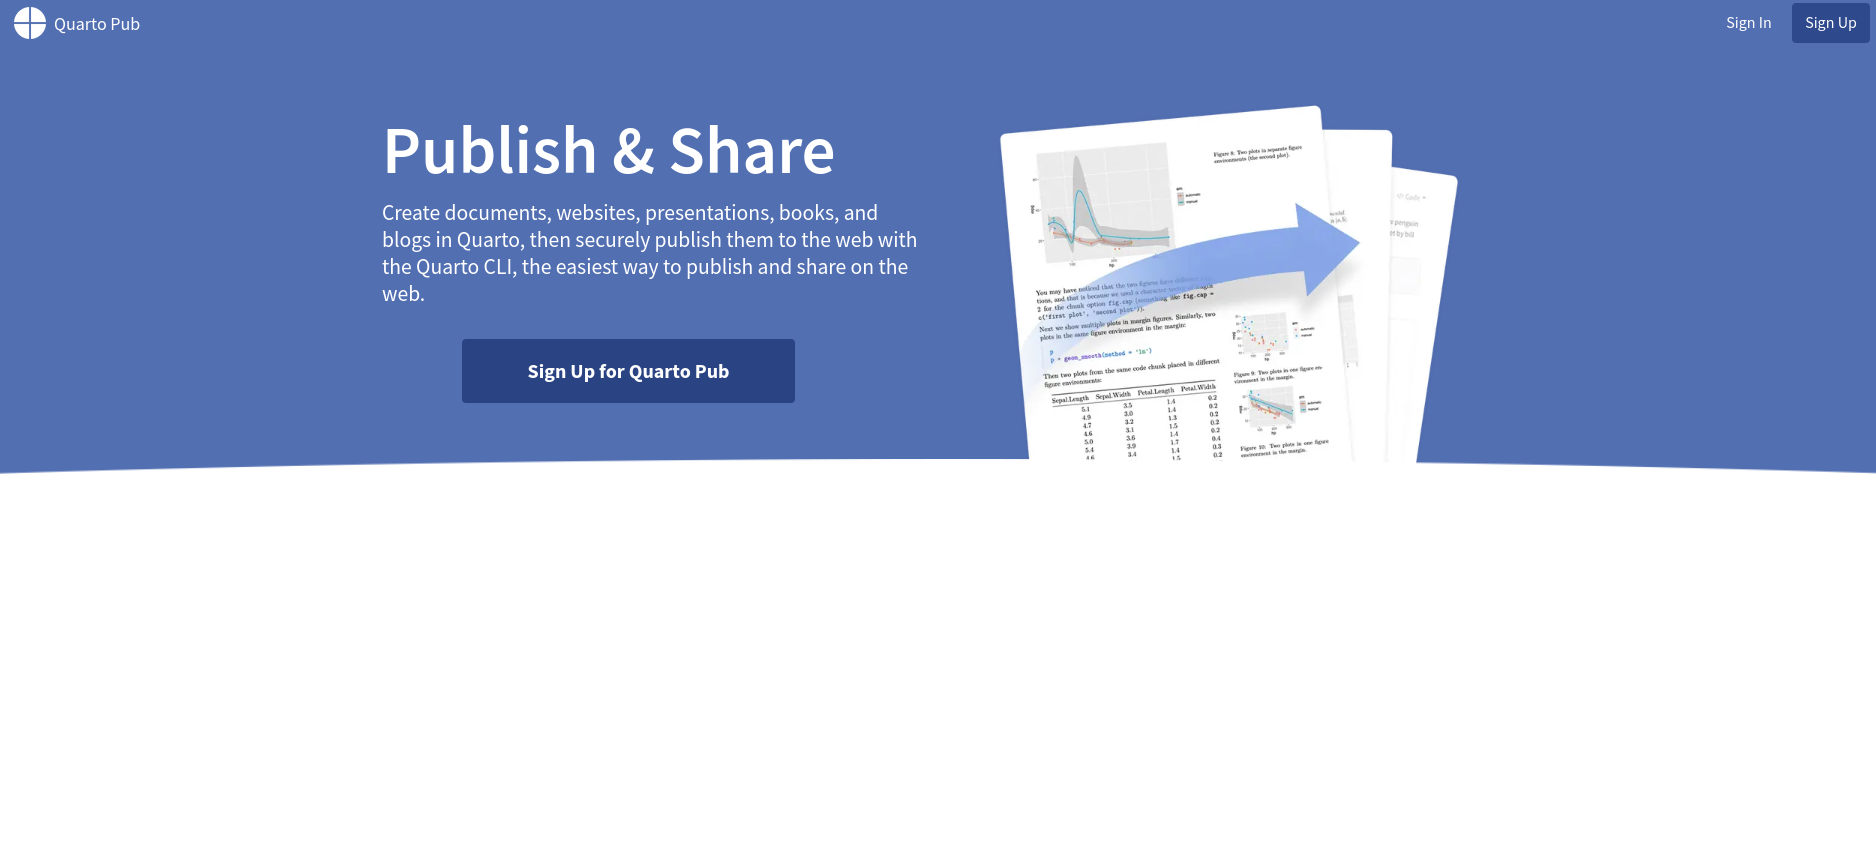 Quarto Pub
Sign In
Sign Up
Publish & Share
Create documents, websites, presentations, books, and
blogs in Quarto, then securely publish them to the web with
the Quarto CLI, the easiest way to publish and share on the
web.
Sign Up for Quarto Pub
Figure 8: Two plots in separate figure
environments (the second plot).
</> Code
penguin
M by bill
You may have noticed that the two figures have different
tions, and that is because we used a character vector of length
2 for the chunk option fig.cap (something like fig.cap =
c('first plot', 'second plot')).
Next we show multiple plots in margin figures. Similarly, two
plots in the same figure environment in the margin:
p
p + geom_smooth(method = 'lm')
Then two plots from the same code chunk placed in different
figure environments:
Sepal.Length Sepal.Width Petal.Length Petal.Width
5.1 3.5 1.4 0.2
4.9 3.0 1.4 0.2
4.7 3.2 1.3 0.2
4.6 3.1 1.5 0.2
5.0 3.6 1.4 0.2
5.4 3.9 1.7 0.4
4.6 3.4 1.4 0.3
1.5 0.2
Figure 9: Two plots in one figure en-
vironment in the margin.
Figure 10: Two plots in one figure
environment in the margin.